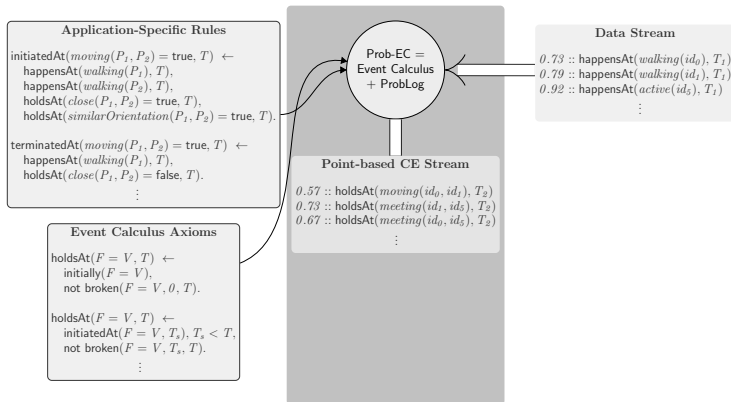 Application-Specific Rules
initiatedAt(moving(P₁, P₂) = true, T) ←
happensAt(walking(P₁), T),
happensAt(walking(P₂), T),
holdsAt(close(P₁, P₂) = true, T),
holdsAt(similarOrientation(P₁, P₂) = true, T).
terminatedAt(moving(P₁, P₂) = true, T) ←
happensAt(walking(P₁), T),
holdsAt(close(P₁, P₂) = false, T).
⋮
Event Calculus Axioms
holdsAt(F = V, T) ←
initially(F = V),
not broken(F = V, 0, T).
holdsAt(F = V, T) ←
initiatedAt(F = V, Tₛ), Tₛ < T,
not broken(F = V, Tₛ, T).
⋮
Prob-EC =
Event Calculus
+ ProbLog
Point-based CE Stream
0.57 :: holdsAt(moving(id₀, id₁), T₂)
0.73 :: holdsAt(meeting(id₁, id₅), T₂)
0.67 :: holdsAt(meeting(id₀, id₅), T₂)
⋮
Data Stream
0.73 :: happensAt(walking(id₀), T₁)
0.79 :: happensAt(walking(id₁), T₁)
0.92 :: happensAt(active(id₅), T₁)
⋮